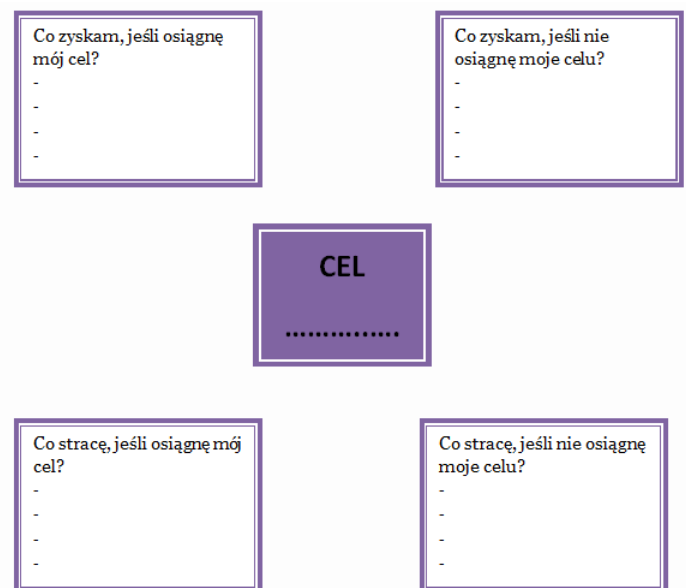 Co zyskam, jeśli osiągnę
mój cel?
-
-
-
-
Co zyskam, jeśli nie
osiągnę moje celu?
-
-
-
-
CEL
...............
Co stracę, jeśli osiągnę mój
cel?
-
-
-
-
Co stracę, jeśli nie osiągnę
moje celu?
-
-
-
-